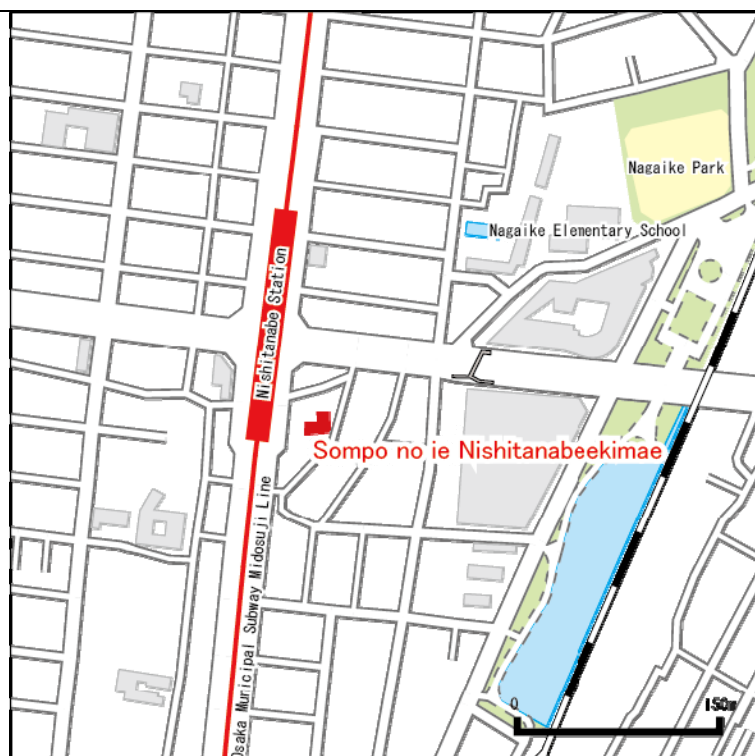 Nagaike Park
Nagaike Elementary School
Nishitanabe Station
Sompo no ie Nishitanabeekimae
Osaka Municipal Subway Midosuji Line
0 150m